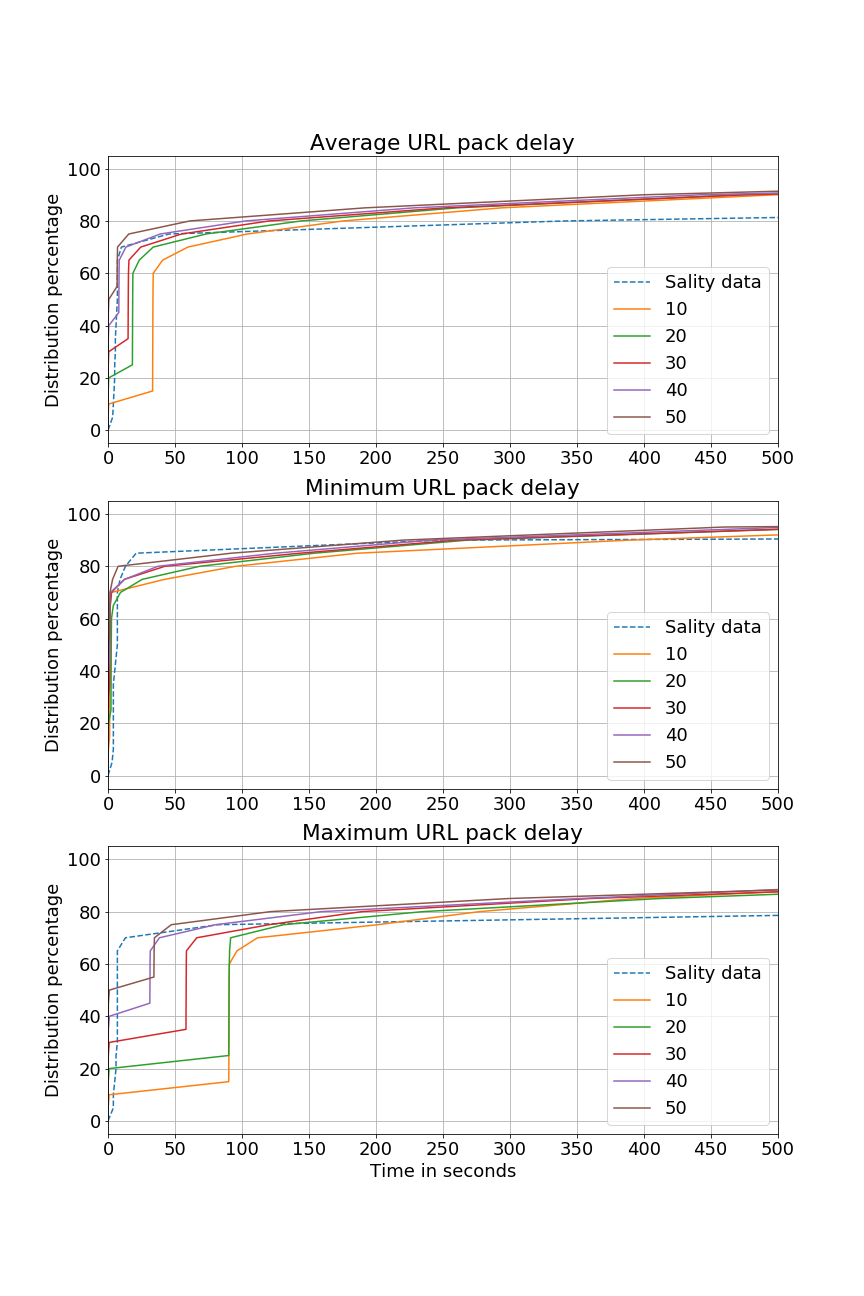 Average URL pack delay
Distribution percentage
100
80
60
40
20
0
Sality data
10
20
30
40
50
0 50 100 150 200 250 300 350 400 450 500
Minimum URL pack delay
Distribution percentage
100
80
60
40
20
0
Sality data
10
20
30
40
50
0 50 100 150 200 250 300 350 400 450 500
Maximum URL pack delay
Distribution percentage
100
80
60
40
20
0
Sality data
10
20
30
40
50
0 50 100 150 200 250 300 350 400 450 500
Time in seconds